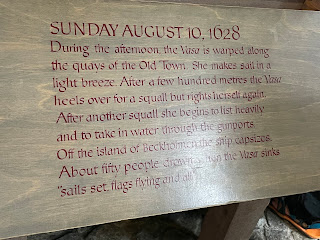 SUNDAY AUGUST 10, 1628
During the afternoon the Vasa is warped along
the quays of the Old Town. She makes sail in a
light breeze. After a few hundred metres the Vasa
heels over for a squall but rights herself again.
After another squall she begins to list heavily
and to take in water through the gunports.
Off the island of Beckholmen the ship capsizes.
About fifty people drown the Vasa sinks
"sails set, flags flying and all